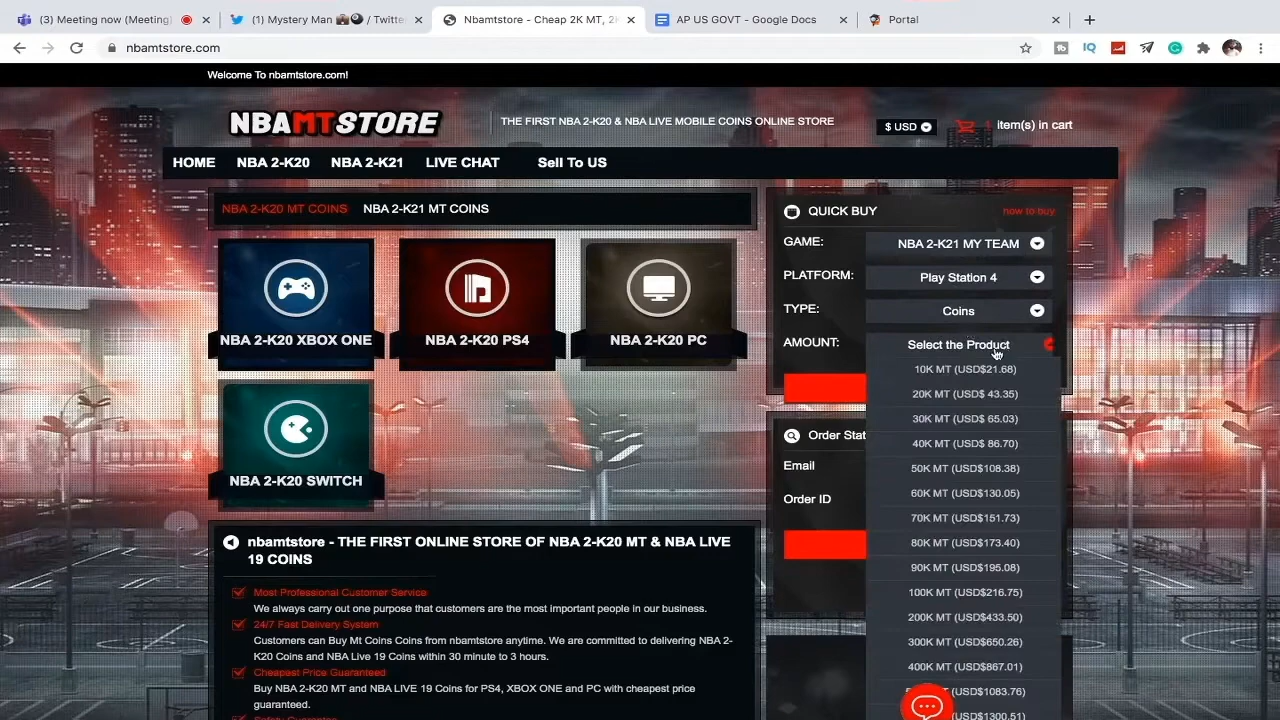 (3) Meeting now (Meeting)
(1) Mystery Man 💼🎱 / Twitte
Nbamtstore - Cheap 2K MT, 2
AP US GOVT - Google Docs
Portal
nbamtstore.com
IQ
Welcome To nbamtstore.com!
NBAMTSTORE
THE FIRST NBA 2-K20 & NBA LIVE MOBILE COINS ONLINE STORE
$ USD
1 item(s) in cart
HOME NBA 2-K20 NBA 2-K21 LIVE CHAT Sell To US
NBA 2-K20 MT COINS NBA 2-K21 MT COINS
NBA 2-K20 XBOX ONE
NBA 2-K20 PS4
NBA 2-K20 PC
NBA 2-K20 SWITCH
QUICK BUY
how to buy
GAME: NBA 2-K21 MY TEAM
PLATFORM: Play Station 4
TYPE: Coins
AMOUNT: Select the Product
10K MT (USD$21.68)
20K MT (USD$ 43.35)
30K MT (USD$ 65.03)
40K MT (USD$ 86.70)
50K MT (USD$108.38)
60K MT (USD$130.05)
70K MT (USD$151.73)
80K MT (USD$173.40)
90K MT (USD$195.08)
100K MT (USD$216.75)
200K MT (USD$433.50)
300K MT (USD$650.26)
400K MT (USD$867.01)
(USD$1083.76)
(USD$1300.51)
Order Stat
Email
Order ID
nbamtstore - THE FIRST ONLINE STORE OF NBA 2-K20 MT & NBA LIVE
19 COINS
Most Professional Customer Service
We always carry out one purpose that customers are the most important people in our business.
24/7 Fast Delivery System
Customers can Buy Mt Coins Coins from nbamtstore anytime. We are committed to delivering NBA 2-
K20 Coins and NBA Live 19 Coins within 30 minute to 3 hours.
Cheapest Price Guaranteed
Buy NBA 2-K20 MT and NBA LIVE 19 Coins for PS4, XBOX ONE and PC with cheapest price
guaranteed.